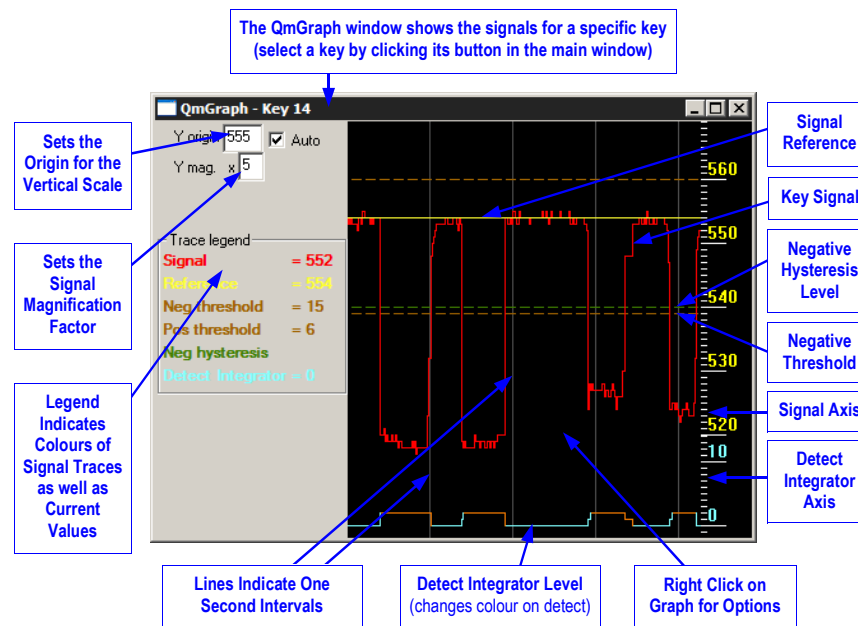 The QmGraph window shows the signals for a specific key
(select a key by clicking its button in the main window)
QmGraph - Key 14
Y origin 555 Auto
Y mag. x 5
Trace legend
Signal = 552
Reference = 554
Neg threshold = 15
Pos threshold = 6
Neg hysteresis
Detect Integrator = 0
560
550
540
530
520
10
0
Sets the
Origin for the
Vertical Scale
Sets the
Signal
Magnification
Factor
Legend
Indicates
Colours of
Signal Traces
as well as
Current
Values
Signal
Reference
Key Signal
Negative
Hysteresis
Level
Negative
Threshold
Signal Axis
Detect
Integrator
Axis
Lines Indicate One
Second Intervals
Detect Integrator Level
(changes colour on detect)
Right Click on
Graph for Options